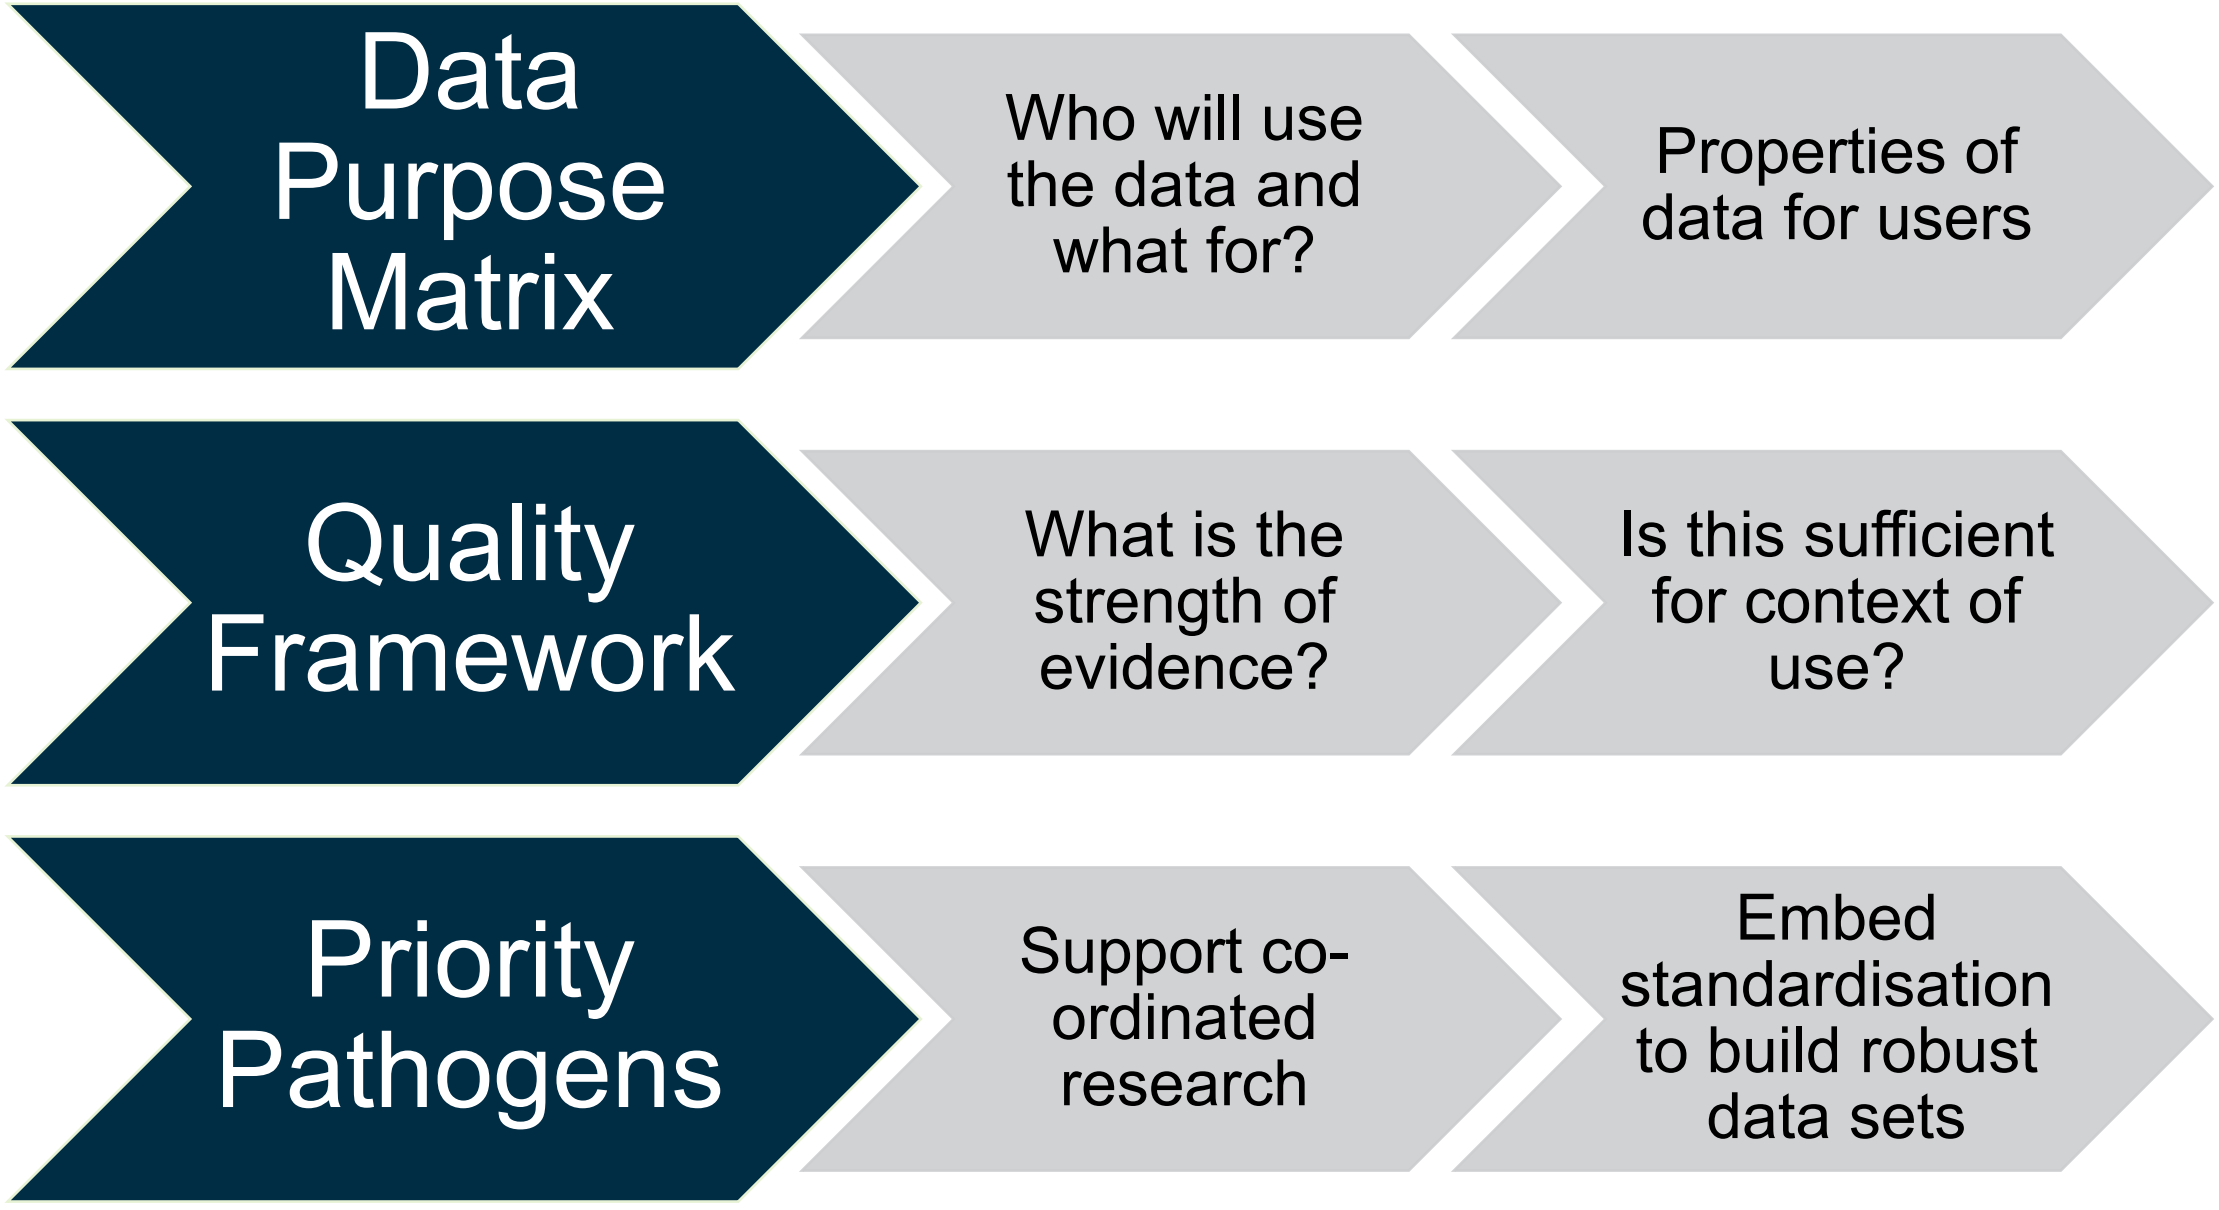 Data
Purpose
Matrix
Who will use
the data and
what for?
Properties of
data for users
Quality
Framework
What is the
strength of
evidence?
Is this sufficient
for context of
use?
Priority
Pathogens
Support co-
ordinated
research
Embed
standardisation
to build robust
data sets